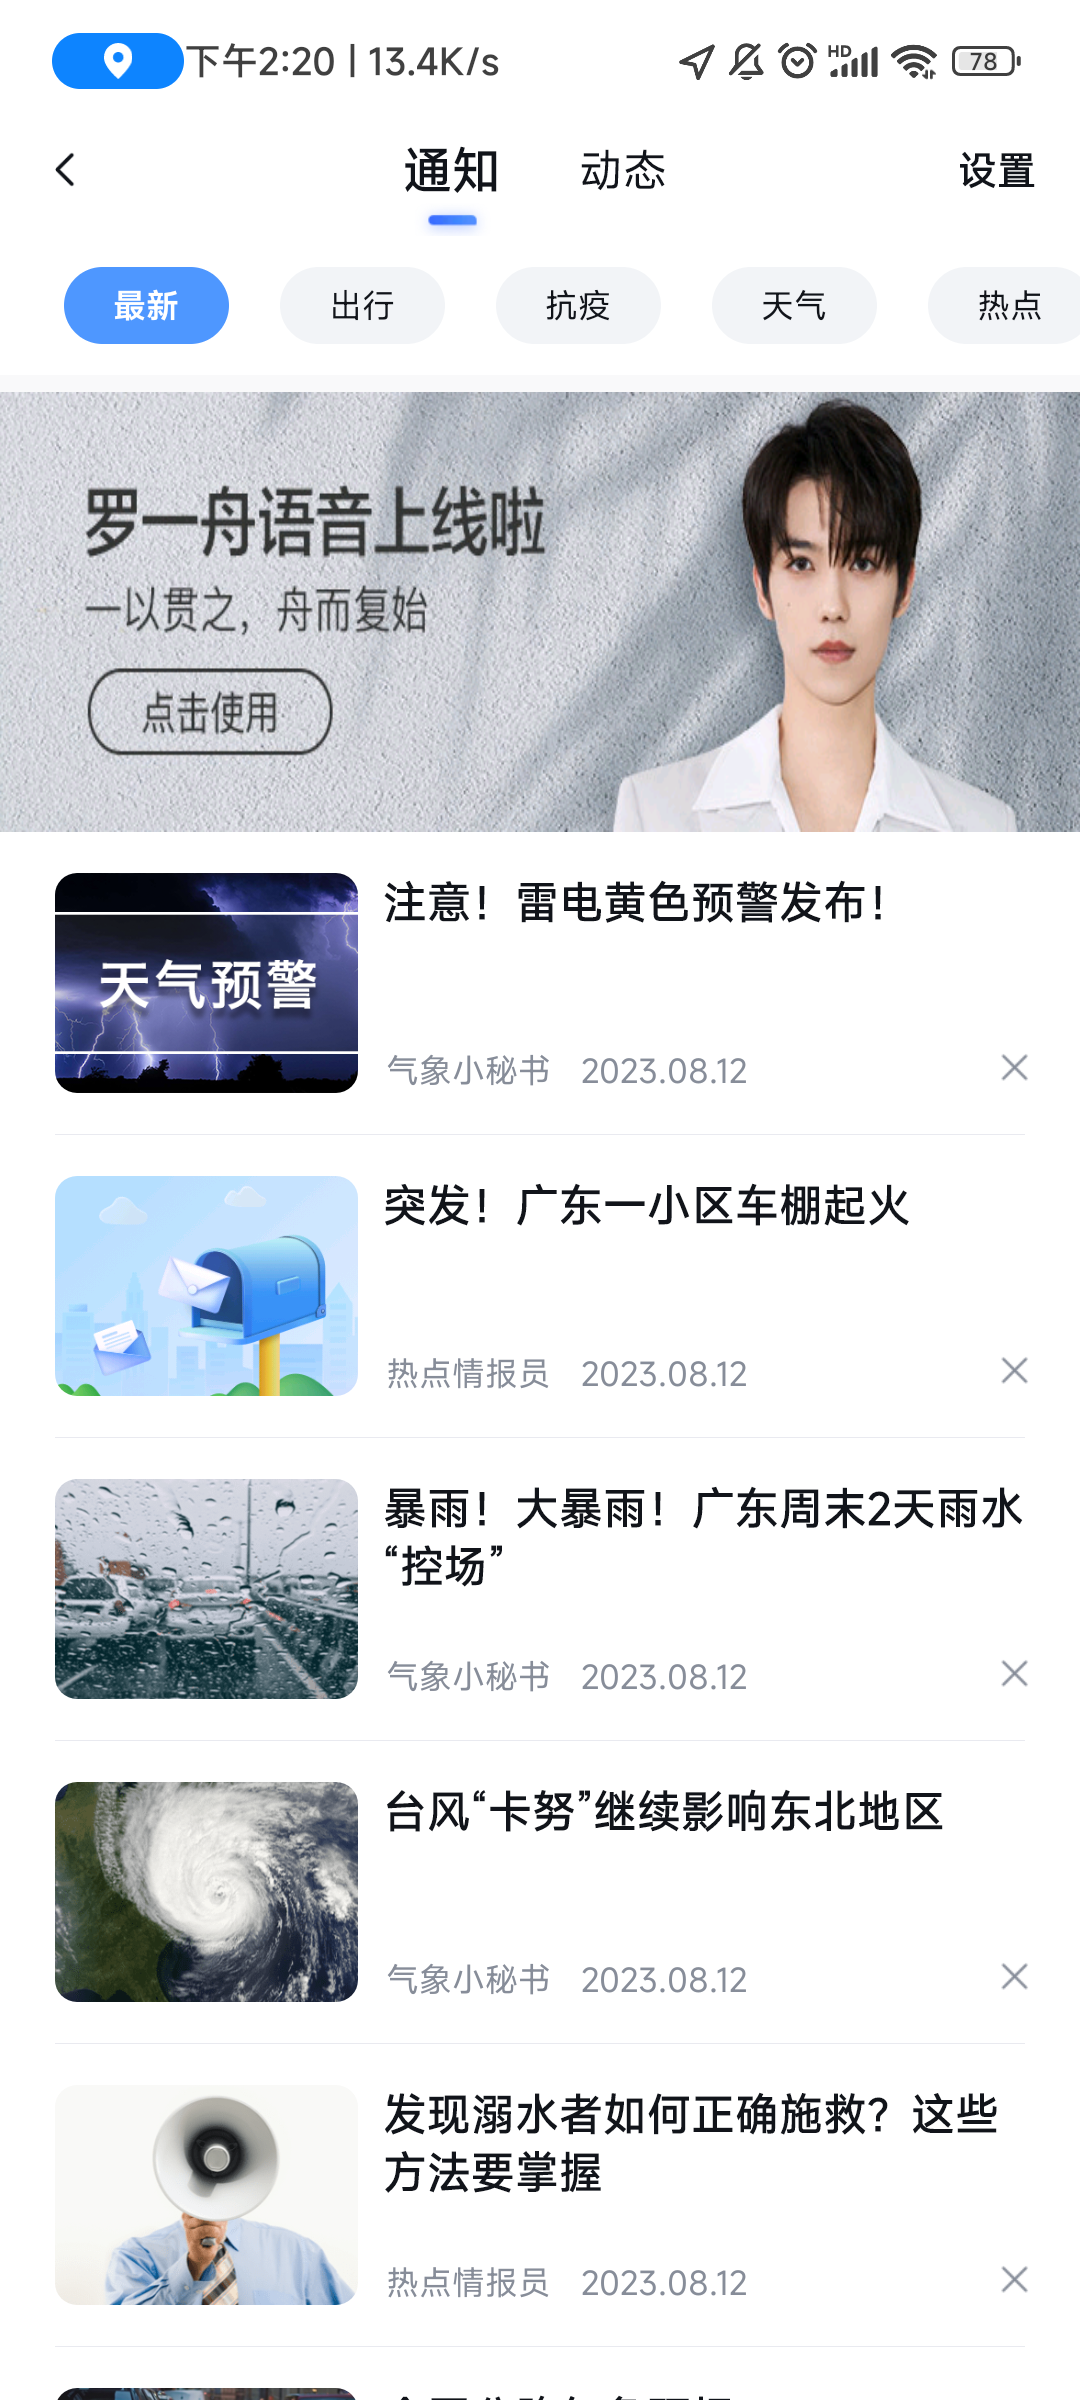 下午2:20 | 13.4K/s
HD
78
通知
动态
设置
最新
出行
抗疫
天气
热点
罗一舟语音上线啦
一以贯之，舟而复始
点击使用
天气预警
注意！雷电黄色预警发布！
气象小秘书 2023.08.12
突发！广东一小区车棚起火
热点情报员 2023.08.12
暴雨！大暴雨！广东周末2天雨水
“控场”
气象小秘书 2023.08.12
台风“卡努”继续影响东北地区
气象小秘书 2023.08.12
发现溺水者如何正确施救？这些
方法要掌握
热点情报员 2023.08.12